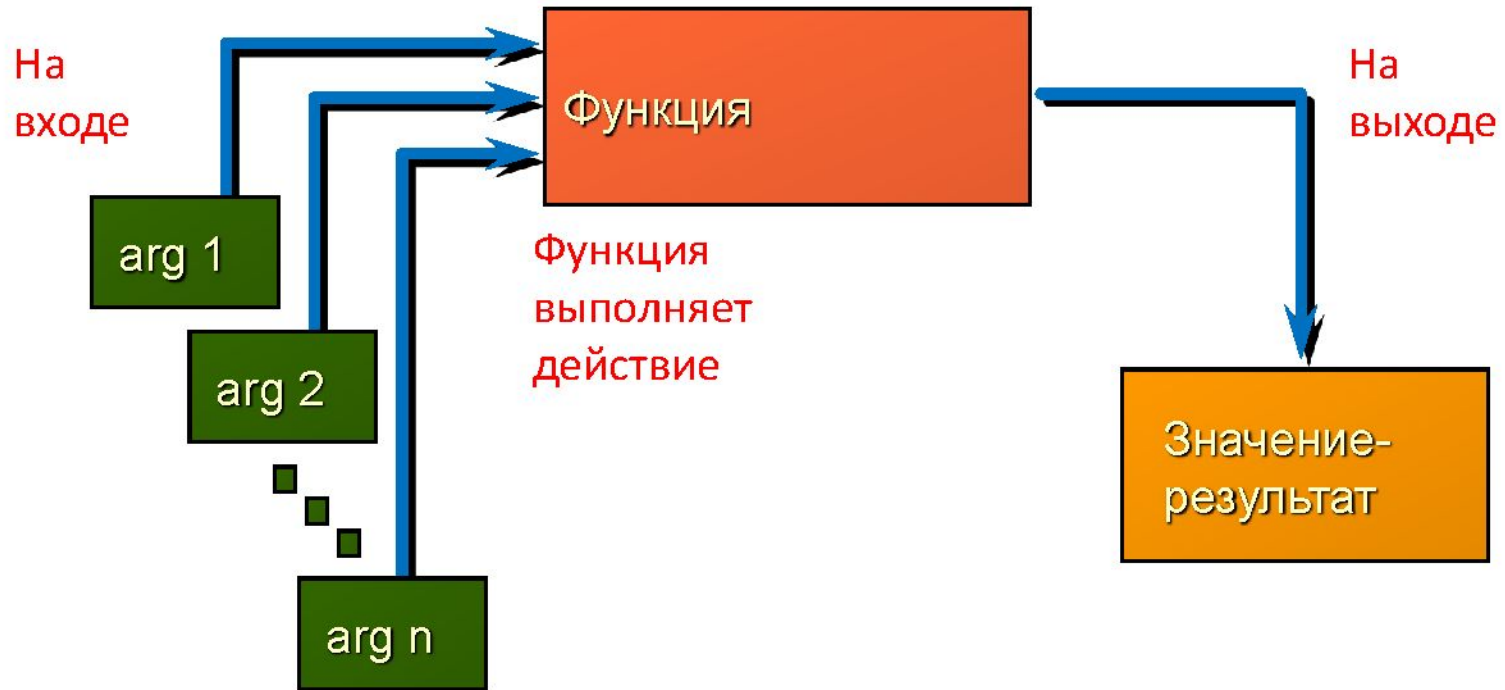 На
входе
Функция
На
выходе
arg 1
Функция
выполняет
действие
arg 2
Значение-
результат
arg n